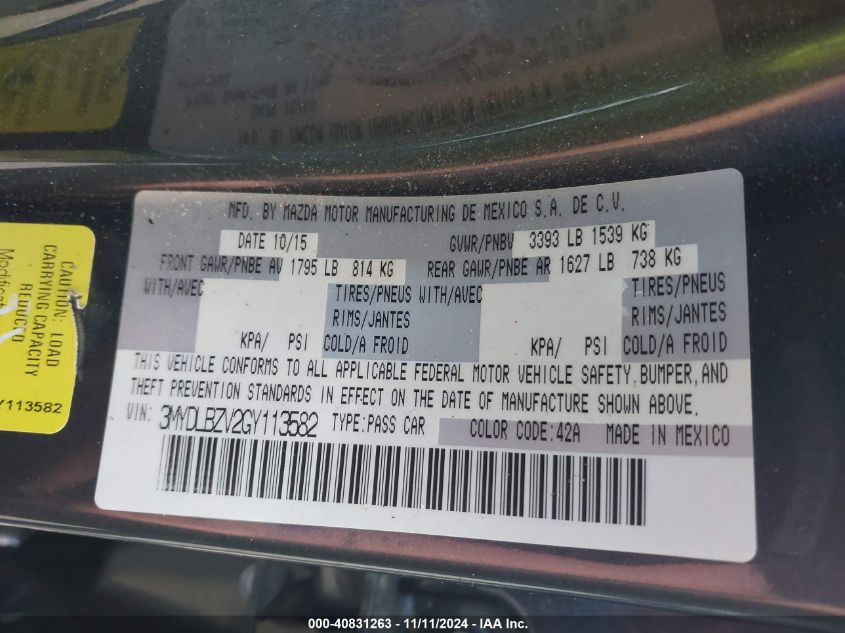 MFD. BY MAZDA MOTOR MANUFACTURING DE MEXICO S.A. DE C.V.
DATE 10/15 GVWR/PNBV 3393 LB 1539 KG
FRONT GAWR/PNBE AV 1795 LB 814 KG REAR GAWR/PNBE AR 1627 LB 738 KG
WITH/AVEC TIRES/PNEUS WITH/AVEC TIRES/PNEUS
RIMS/JANTES RIMS/JANTES
KPA/ PSI COLD/A FROID KPA/ PSI COLD/A FROID
THIS VEHICLE CONFORMS TO ALL APPLICABLE FEDERAL MOTOR VEHICLE SAFETY, BUMPER, AND
THEFT PREVENTION STANDARDS IN EFFECT ON THE DATE OF MANUFACTURE SHOWN ABOVE.
VIN: 3MYDLBZV2GY113582 TYPE:PASS CAR COLOR CODE:42A MADE IN MEXICO
CAUTION: LOAD
CARRYING CAPACITY
REDUCED
Y113582
000-40831263 - 11/11/2024 - IAA Inc.